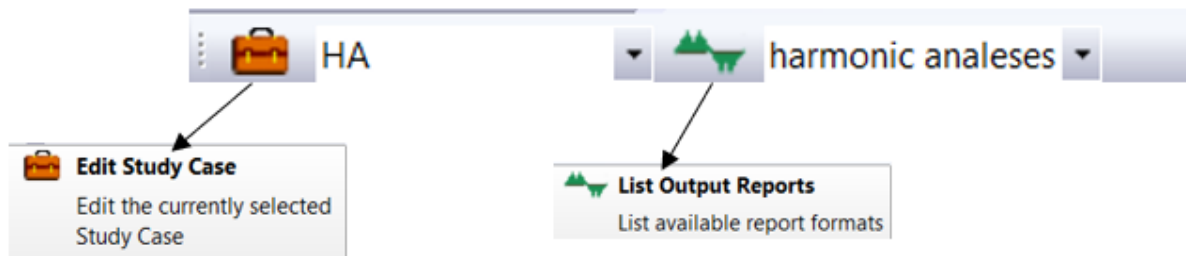 HA
harmonic analeses
Edit Study Case
Edit the currently selected
Study Case
List Output Reports
List available report formats